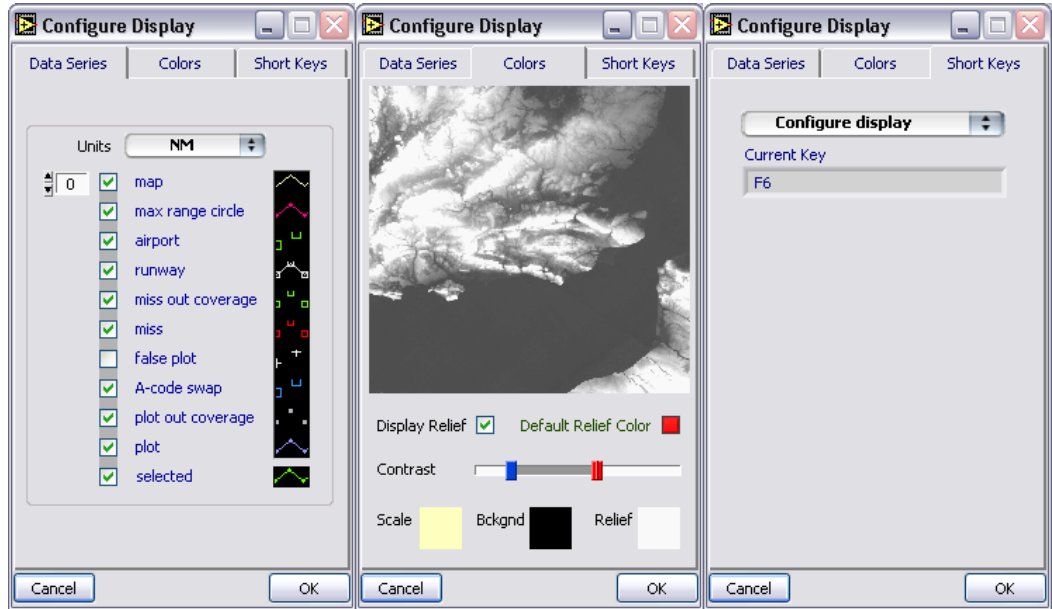 Configure Display
Data Series Colors Short Keys
Units NM
0 map
max range circle
airport
runway
miss out coverage
miss
false plot
A-code swap
plot out coverage
plot
selected
Cancel OK
Configure Display
Data Series Colors Short Keys
Display Relief Default Relief Color
Contrast
Scale Bckgnd Relief
Cancel OK
Configure Display
Data Series Colors Short Keys
Configure display
Current Key
F6
Cancel OK